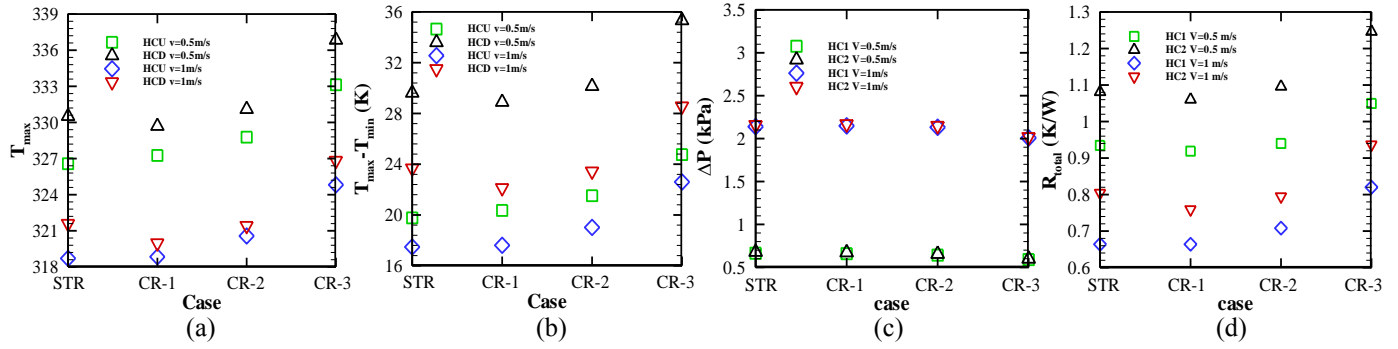 339
336
333
330
327
324
321
318
T_max
HCU v=0.5m/s
HCD v=0.5m/s
HCU v=1m/s
HCD v=1m/s
STR CR-1 CR-2 CR-3
Case
(a)
36
32
28
24
20
16
T_max-T_min (K)
HCU v=0.5m/s
HCD v=0.5m/s
HCU v=1m/s
HCD v=1m/s
STR CR-1 CR-2 CR-3
Case
(b)
3.5
3
2.5
2
1.5
1
0.5
ΔP (kPa)
HC1 V=0.5m/s
HC2 V=0.5m/s
HC1 V=1m/s
HC2 V=1m/s
STR CR-1 CR-2 CR-3
case
(c)
1.3
1.2
1.1
1
0.9
0.8
0.7
0.6
R_total (K/W)
HC1 V=0.5 m/s
HC2 V=0.5 m/s
HC1 V=1 m/s
HC2 V=1 m/s
STR CR-1 CR-2 CR-3
case
(d)